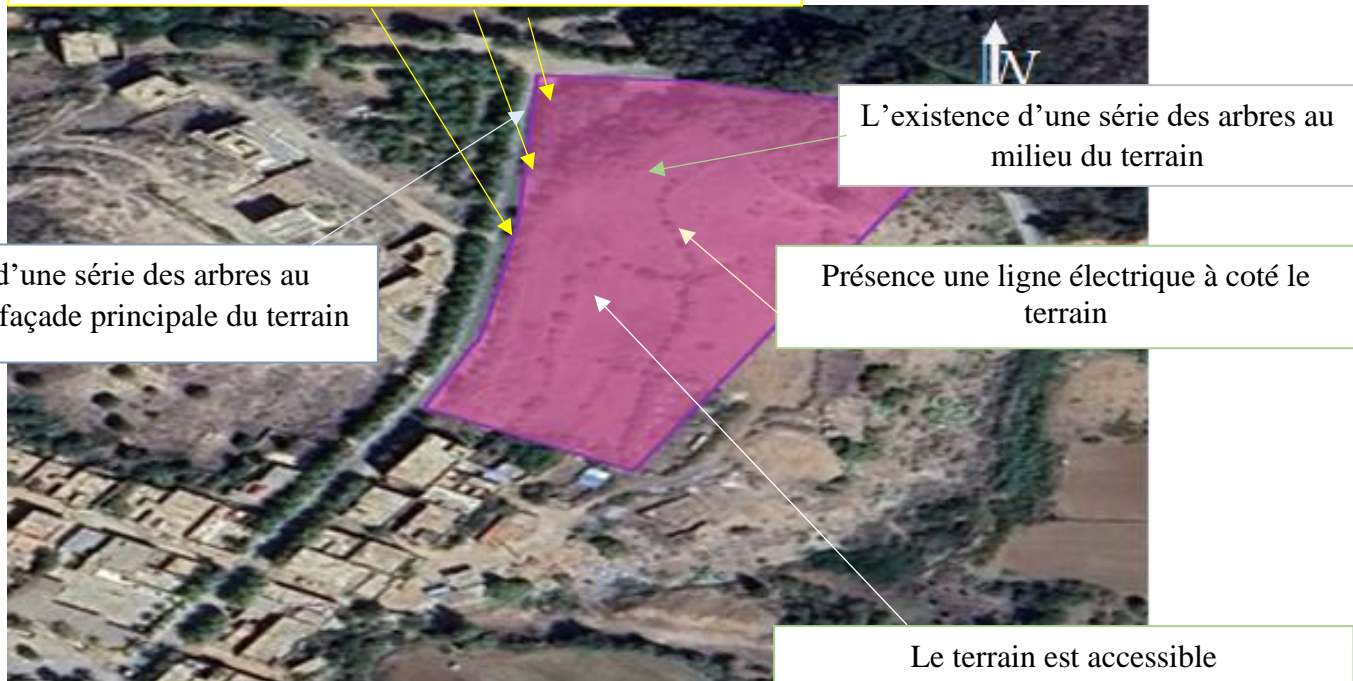 N
L’existence d’une série des arbres au
milieu du terrain
d’une série des arbres au
façade principale du terrain
Présence une ligne électrique à coté le
terrain
Le terrain est accessible